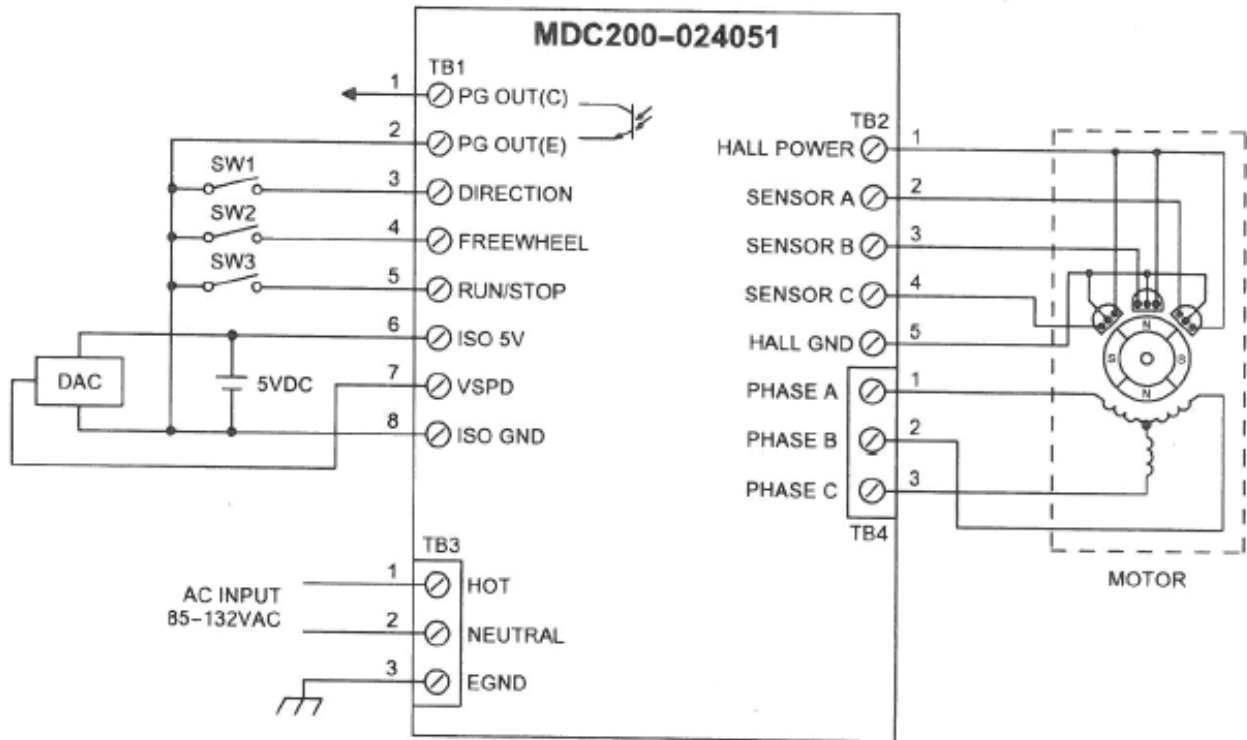 MDC200-024051
TB1
1 PG OUT(C)
2 PG OUT(E)
SW1
3 DIRECTION
SW2
4 FREEWHEEL
SW3
5 RUN/STOP
6 ISO 5V
DAC
5VDC
7 VSPD
8 ISO GND
TB3
AC INPUT
85-132VAC
1 HOT
2 NEUTRAL
3 EGND
TB2
HALL POWER 1
SENSOR A 2
SENSOR B 3
SENSOR C 4
HALL GND 5
PHASE A 1
PHASE B 2
PHASE C 3
TB4
N
S
S
N
MOTOR